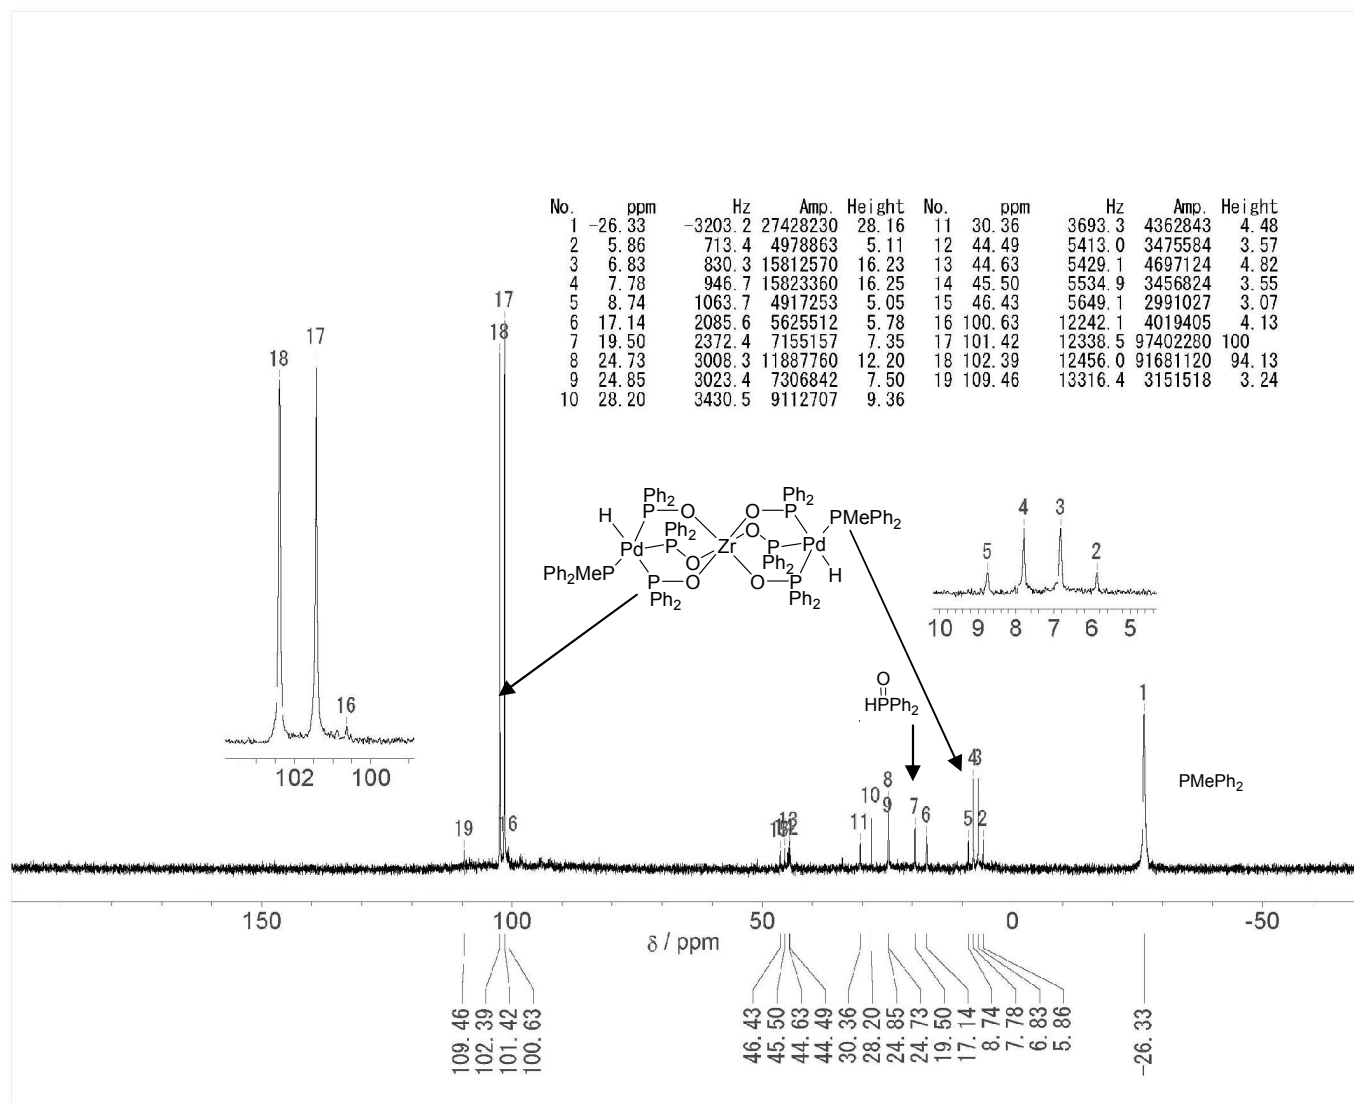 No. ppm Hz Amp. Height No. ppm Hz Amp. Height
1 -26.33 -3203.2 27428230 28.16 11 30.36 3693.3 4362843 4.48
2 5.86 713.4 4978863 5.11 12 44.49 5413.0 3475584 3.57
3 6.83 830.3 15812570 16.23 13 44.63 5429.1 4697124 4.82
4 7.78 946.7 15823360 16.25 14 45.50 5534.9 3456824 3.55
5 8.74 1063.7 4917253 5.05 15 46.43 5649.1 2991027 3.07
6 17.14 2085.6 5625512 5.78 16 100.63 12242.1 4019405 4.13
7 19.50 2372.4 7155157 7.35 17 101.42 12338.5 97402280 100
8 24.73 3008.3 11887760 12.20 18 102.39 12456.0 91681120 94.13
9 24.85 3023.4 7306842 7.50 19 109.46 13316.4 3151518 3.24
10 28.20 3430.5 9112707 9.36
17
18
17
18
16
102 100
Ph2 Ph2
H P O O P PMePh2
Ph2 O
Pd P Zr P Pd
O Ph2
Ph2MeP H
P O O P
Ph2 Ph2
4 3
5 2
10 9 8 7 6 5
O
HPPh2
1
PMePh2
19 16 13 12 11 10 8 9 7 6 5 4 3 2
150 100 50 0 -50
δ / ppm
109.46
102.39
101.42
100.63
46.43
45.50
44.63
44.49
30.36
28.20
24.85
24.73
19.50
17.14
8.74
7.78
6.83
5.86
-26.33